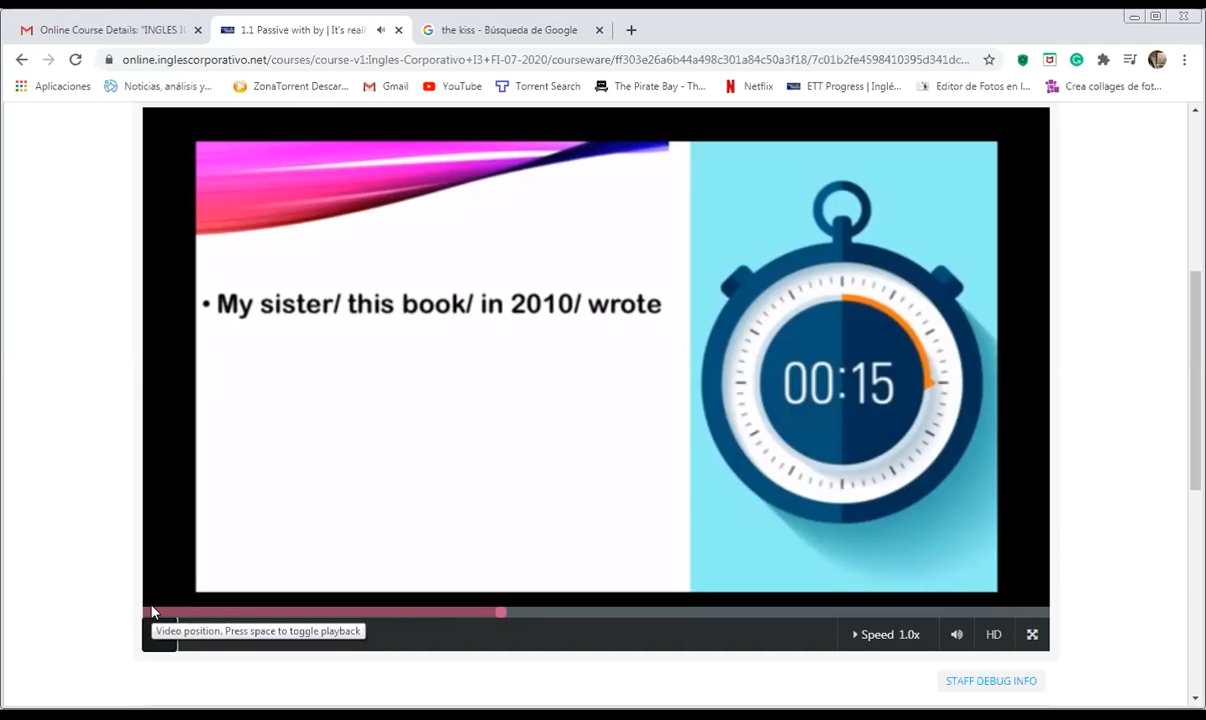 Online Course Details: "INGLES I
1.1 Passive with by | It's real
the kiss - Búsqueda de Google
online.inglescorporativo.net/courses/course-v1:Ingles-Corporativo+I3+FI-07-2020/courseware/ff303e26a6b44a498c301a84c50a3f18/7c01b2fe4598410395d341dc...
Aplicaciones
Noticias, análisis y...
ZonaTorrent Descar...
Gmail
YouTube
Torrent Search
The Pirate Bay - Th...
Netflix
ETT Progress | Inglé...
Editor de Fotos en l...
Crea collages de fot...
• My sister/ this book/ in 2010/ wrote
00:15
Video position. Press space to toggle playback
Speed 1.0x
HD
STAFF DEBUG INFO